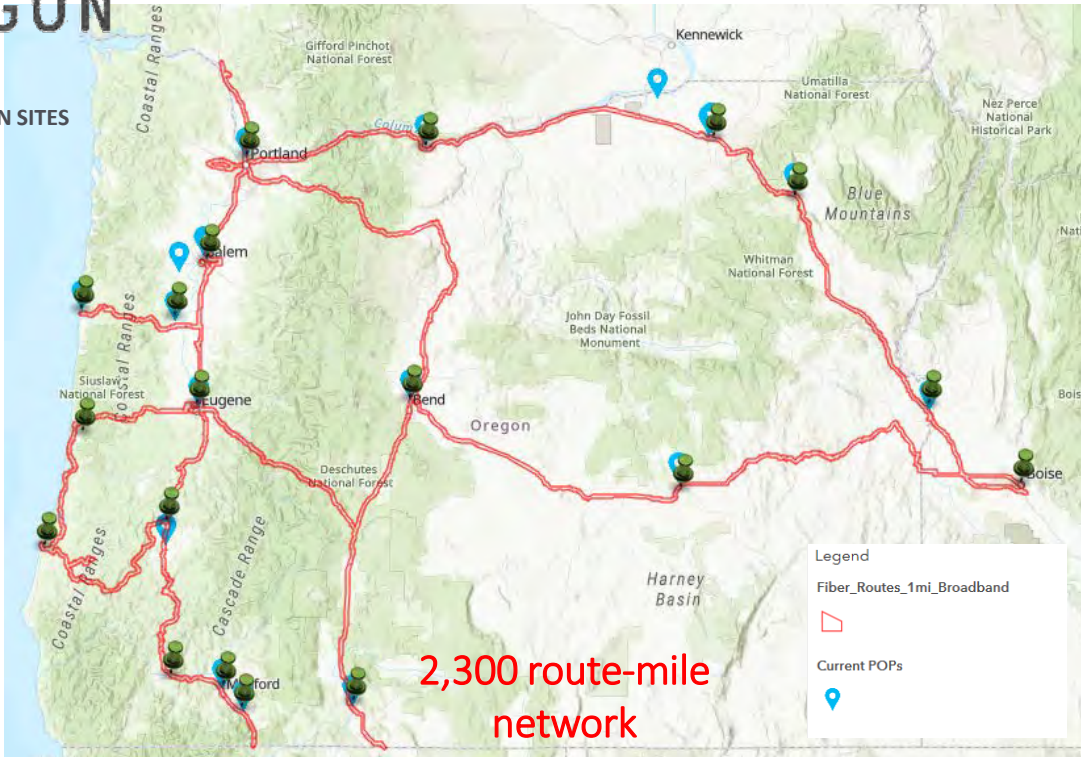 GON
N SITES
Coastal Ranges
Gifford Pinchot
National Forest
Kennewick
Umatilla
National Forest
Nez Perce
National
Historical Park
Colum
Portland
Blue
Mountains
Salem
Whitman
National Forest
John Day Fossil
Beds National
Monument
Coastal Ranges
Siuslaw
National Forest
Eugene
Bend
Oregon
Bois
Deschutes
National Forest
Boise
Coastal Ranges
Cascade Range
Harney
Basin
Medford
2,300 route-mile
network
Legend
Fiber_Routes_1mi_Broadband
Current POPs